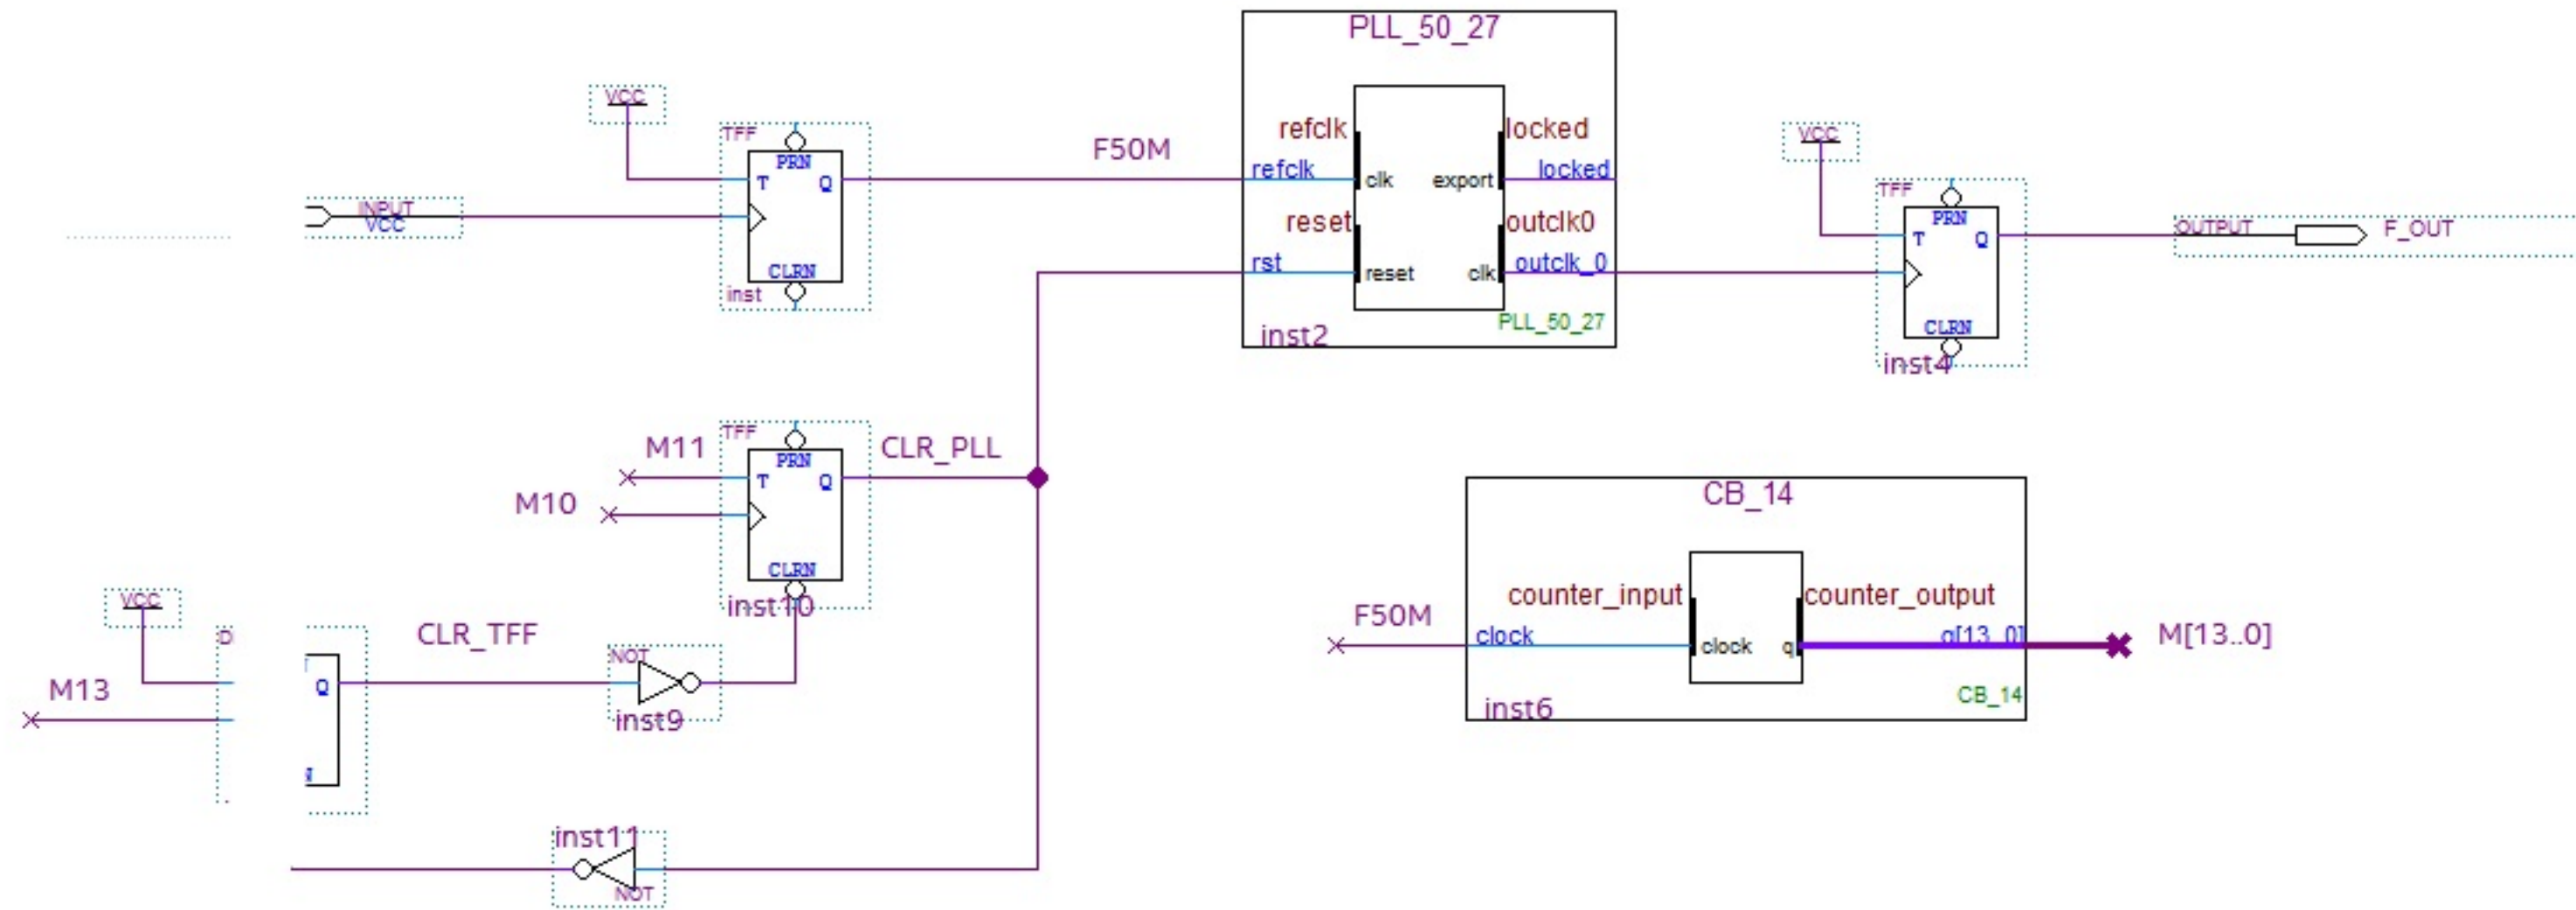 PLL_50_27
VCC
TFF
PRN
T Q
CLRN
inst
INPUT
VCC
F50M
refclk locked
refclk locked
clk export
reset outclk0
rst outclk_0
reset clk
PLL_50_27
inst2
VCC
TFF
PRN
T Q
CLRN
inst4
OUTPUT F_OUT
TFF
M11 CLR_PLL
PRN
T Q
M10
CLRN
inst10
CB_14
counter_input counter_output
F50M
clock q[13..0]
clock q
M[13..0]
CB_14
inst6
VCC
D
CLR_TFF
M13
Q
N
NOT
inst9
inst11
NOT